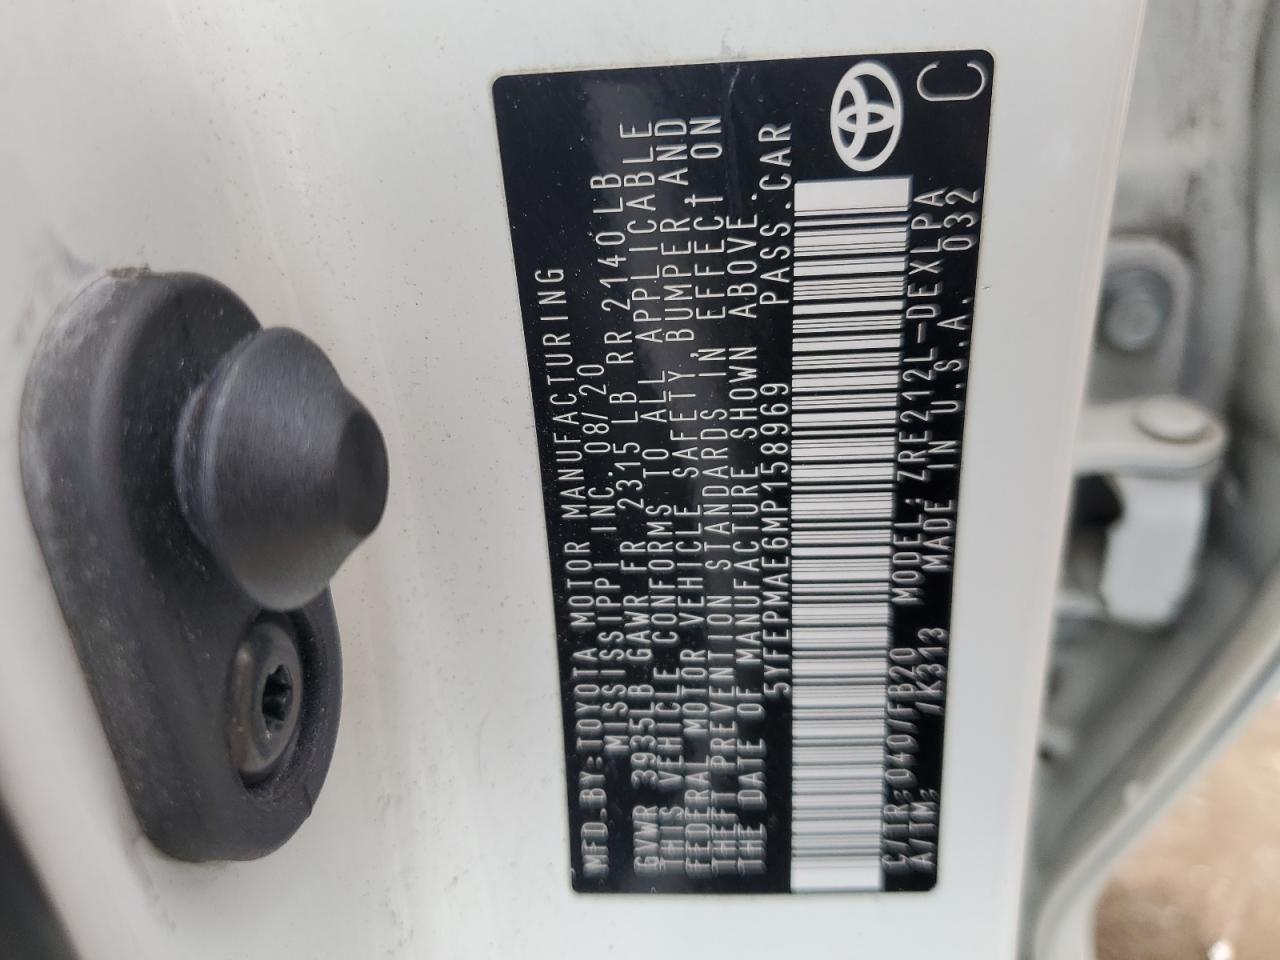 MFD.BY:TOYOTA MOTOR MANUFACTURING
MISSISSIPPI INC. 08/20
GVWR 3935LB GAWR FR 2315 LB RR 2140LB
THIS VEHICLE CONFORMS TO ALL APPLICABLE
FEDERAL MOTOR VEHICLE SAFETY, BUMPER, AND
THEFT PREVENTION STANDARDS IN EFFECT ON
THE DATE OF MANUFACTURE SHOWN ABOVE.
5YFEPMAE6MP158969 PASS.CAR
C/TR:040/FB20 MODEL:ZRE212L-DEXLPA
A/TM: /K313 MADE IN U.S.A. 032
C